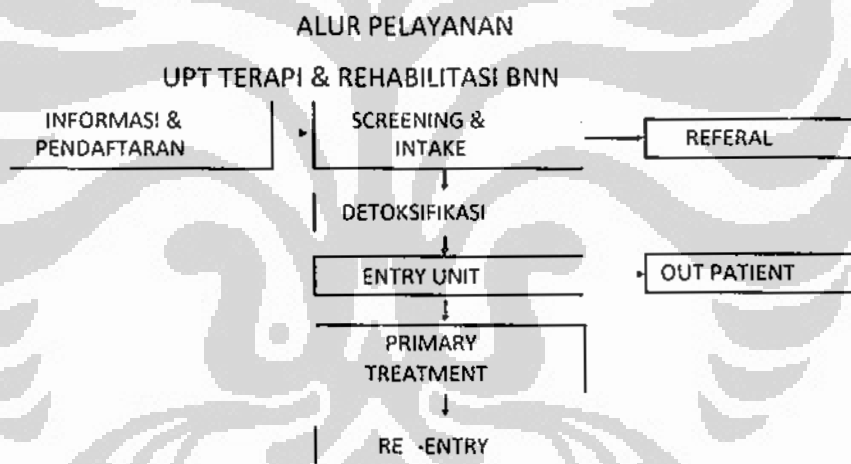 ALUR PELAYANAN
UPT TERAPI & REHABILITASI BNN
INFORMASI &
PENDAFTARAN
SCREENING &
INTAKE
REFERAL
DETOKSIFIKASI
ENTRY UNIT
OUT PATIENT
PRIMARY
TREATMENT
RE -ENTRY